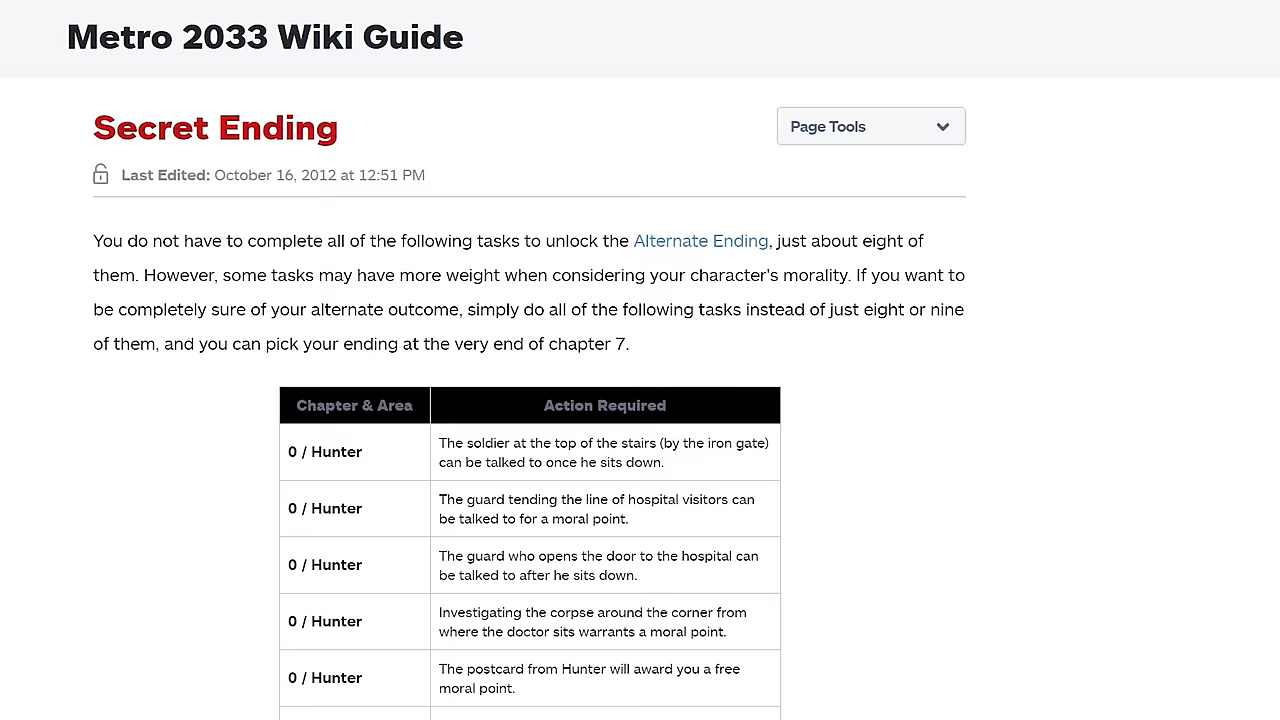 Metro 2033 Wiki Guide
Secret Ending
Page Tools
Last Edited: October 16, 2012 at 12:51 PM
You do not have to complete all of the following tasks to unlock the Alternate Ending, just about eight of
them. However, some tasks may have more weight when considering your character's morality. If you want to
be completely sure of your alternate outcome, simply do all of the following tasks instead of just eight or nine
of them, and you can pick your ending at the very end of chapter 7.
Chapter & Area
Action Required
0 / Hunter
The soldier at the top of the stairs (by the iron gate)
can be talked to once he sits down.
0 / Hunter
The guard tending the line of hospital visitors can
be talked to for a moral point.
0 / Hunter
The guard who opens the door to the hospital can
be talked to after he sits down.
0 / Hunter
Investigating the corpse around the corner from
where the doctor sits warrants a moral point.
0 / Hunter
The postcard from Hunter will award you a free
moral point.